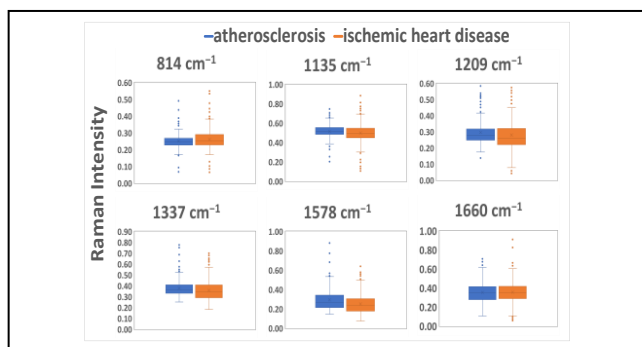 atherosclerosis ischemic heart disease
814 cm⁻¹ 1135 cm⁻¹ 1209 cm⁻¹
0.60 1.00 0.60
0.50 0.80 0.50
0.40 0.60 0.40
0.30 0.40 0.30
0.20 0.20 0.20
0.10 0.00 0.10
0.00 0.00
Raman Intensity
1337 cm⁻¹ 1578 cm⁻¹ 1660 cm⁻¹
0.90 1.00 1.00
0.80 0.80 0.80
0.70 0.60 0.60
0.60 0.40 0.40
0.50 0.20 0.20
0.40 0.00 0.00
0.30
0.20
0.10
0.00